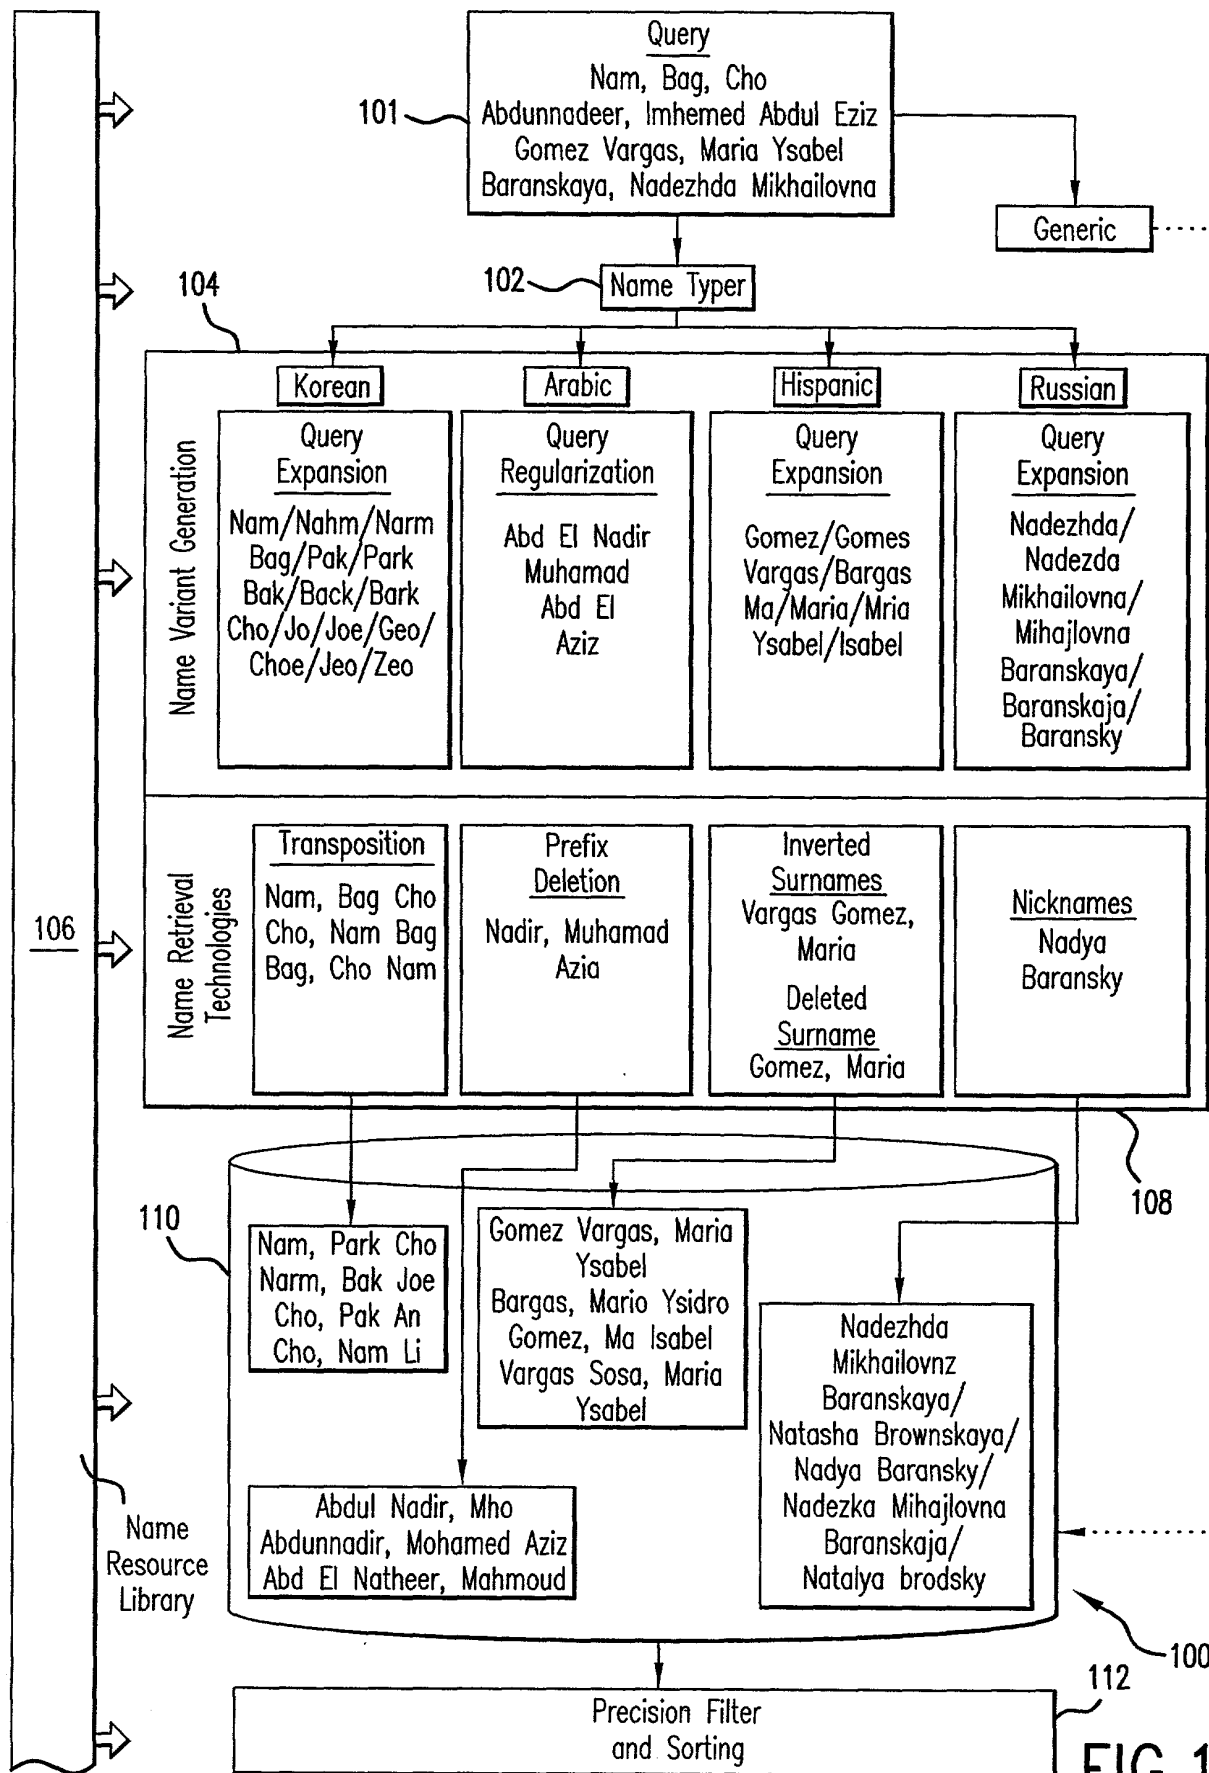 Query
Nam, Bag, Cho
Abdunnadeer, Imhemed Abdul Eziz
Gomez Vargas, Maria Ysabel
Baranskaya, Nadezhda Mikhailovna
101
Generic
102
Name Typer
104
Korean
Arabic
Hispanic
Russian
Name Variant Generation
Query
Expansion
Nam/Nahm/Narm
Bag/Pak/Park
Bak/Back/Bark
Cho/Jo/Joe/Geo/
Choe/Jeo/Zeo
Query
Regularization
Abd El Nadir
Muhamad
Abd El
Aziz
Query
Expansion
Gomez/Gomes
Vargas/Bargas
Ma/Maria/Mria
Ysabel/Isabel
Query
Expansion
Nadezhda/
Nadezda
Mikhailovna/
Mihajlovna
Baranskaya/
Baranskaja/
Baransky
106
Name Retrieval
Technologies
Transposition
Nam, Bag Cho
Cho, Nam Bag
Bag, Cho Nam
Prefix
Deletion
Nadir, Muhamad
Azia
Inverted
Surnames
Vargas Gomez,
Maria
Deleted
Surname
Gomez, Maria
Nicknames
Nadya
Baransky
108
110
Nam, Park Cho
Narm, Bak Joe
Cho, Pak An
Cho, Nam Li
Gomez Vargas, Maria
Ysabel
Bargas, Mario Ysidro
Gomez, Ma Isabel
Vargas Sosa, Maria
Ysabel
Nadezhda
Mikhailovnz
Baranskaya/
Natasha Brownskaya/
Nadya Baransky/
Nadezka Mihajlovna
Baranskaja/
Natalya brodsky
Abdul Nadir, Mho
Abdunnadir, Mohamed Aziz
Abd El Natheer, Mahmoud
Name
Resource
Library
100
112
Precision Filter
and Sorting
FIG.1